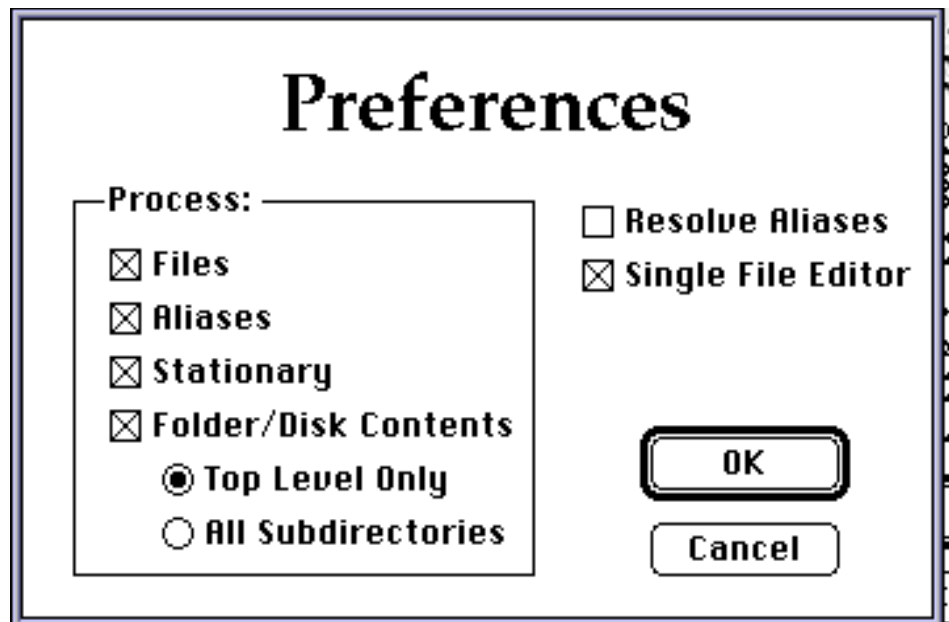 Preferences
Process:
Files
Aliases
Stationary
Folder/Disk Contents
Top Level Only
All Subdirectories
Resolve Aliases
Single File Editor
OK
Cancel